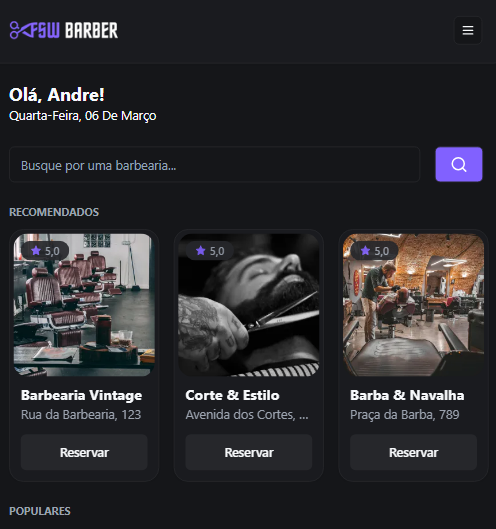 FSW BARBER
Olá, Andre!
Quarta-Feira, 06 De Março
Busque por uma barbearia...
RECOMENDADOS
5,0
5,0
5,0
Barbearia Vintage
Corte & Estilo
Barba & Navalha
Rua da Barbearia, 123
Avenida dos Cortes, ...
Praça da Barba, 789
Reservar
Reservar
Reservar
POPULARES